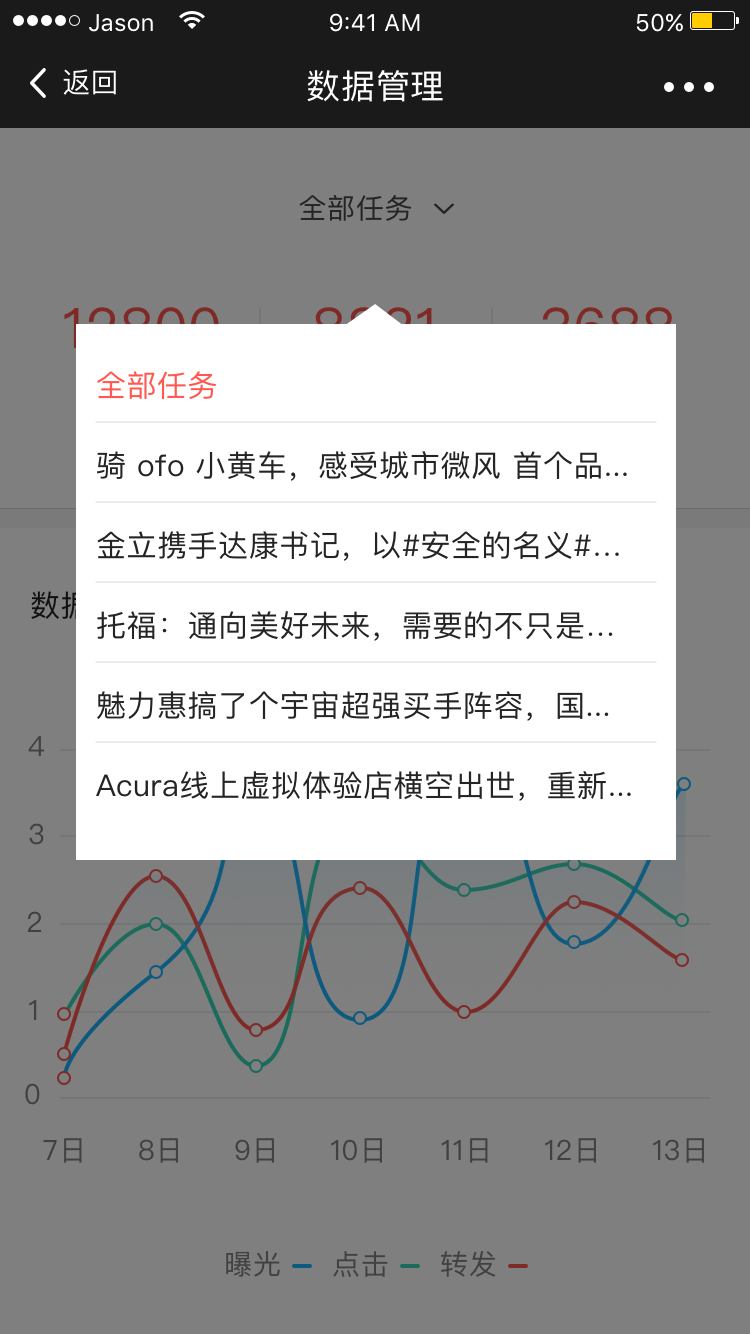 Jason 9:41 AM 50%
返回 数据管理
全部任务
全部任务
骑 ofo 小黄车，感受城市微风 首个品...
金立携手达康书记，以#安全的名义#...
托福：通向美好未来，需要的不只是...
魅力惠搞了个宇宙超强买手阵容，国...
Acura线上虚拟体验店横空出世，重新...
数据
4
3
2
1
0
7日 8日 9日 10日 11日 12日 13日
曝光 点击 转发